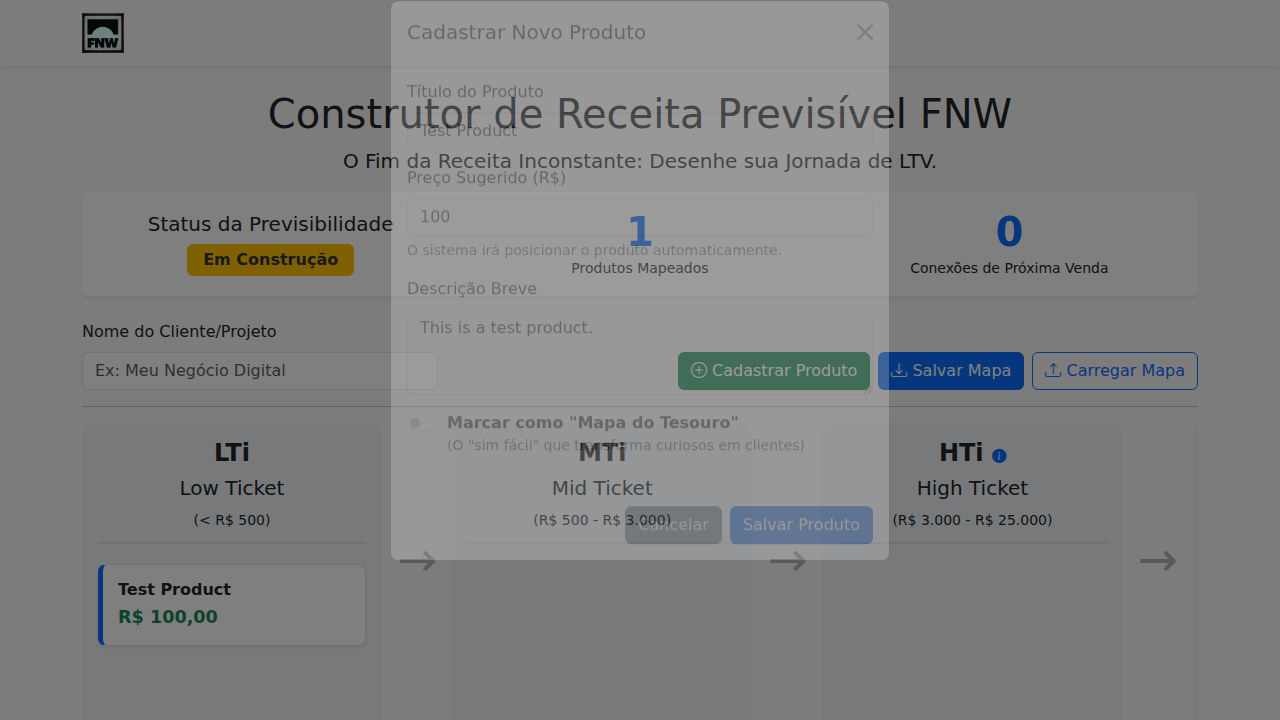 FNW
Cadastrar Novo Produto
Título do Produto
Construtor de Receita Previsível FNW
Test Product
O Fim da Receita Inconstante: Desenhe sua Jornada de LTV.
Preço Sugerido (R$)
100
Status da Previsibilidade
Em Construção
1
Produtos Mapeados
0
Conexões de Próxima Venda
O sistema irá posicionar o produto automaticamente.
Descrição Breve
This is a test product.
Nome do Cliente/Projeto
Ex: Meu Negócio Digital
Cadastrar Produto
Salvar Mapa
Carregar Mapa
Marcar como "Mapa do Tesouro"
(O "sim fácil" que transforma curiosos em clientes)
LTi
Low Ticket
(< R$ 500)
MTi
Mid Ticket
(R$ 500 - R$ 3.000)
HTi
High Ticket
(R$ 3.000 - R$ 25.000)
Cancelar
Salvar Produto
Test Product
R$ 100,00